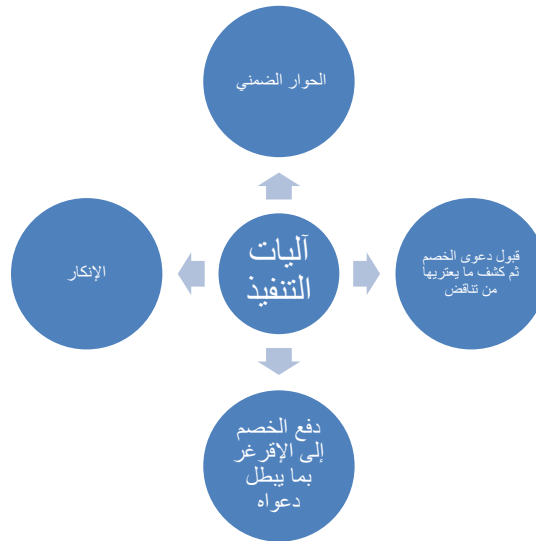 الحوار الضمني
قبول دعوى الخصم
ثم كشف ما يعتريها
من تناقض
آليات
التنفيذ
الإنكار
دفع الخصم
إلى الإقرغر
بما يبطل
دعواه